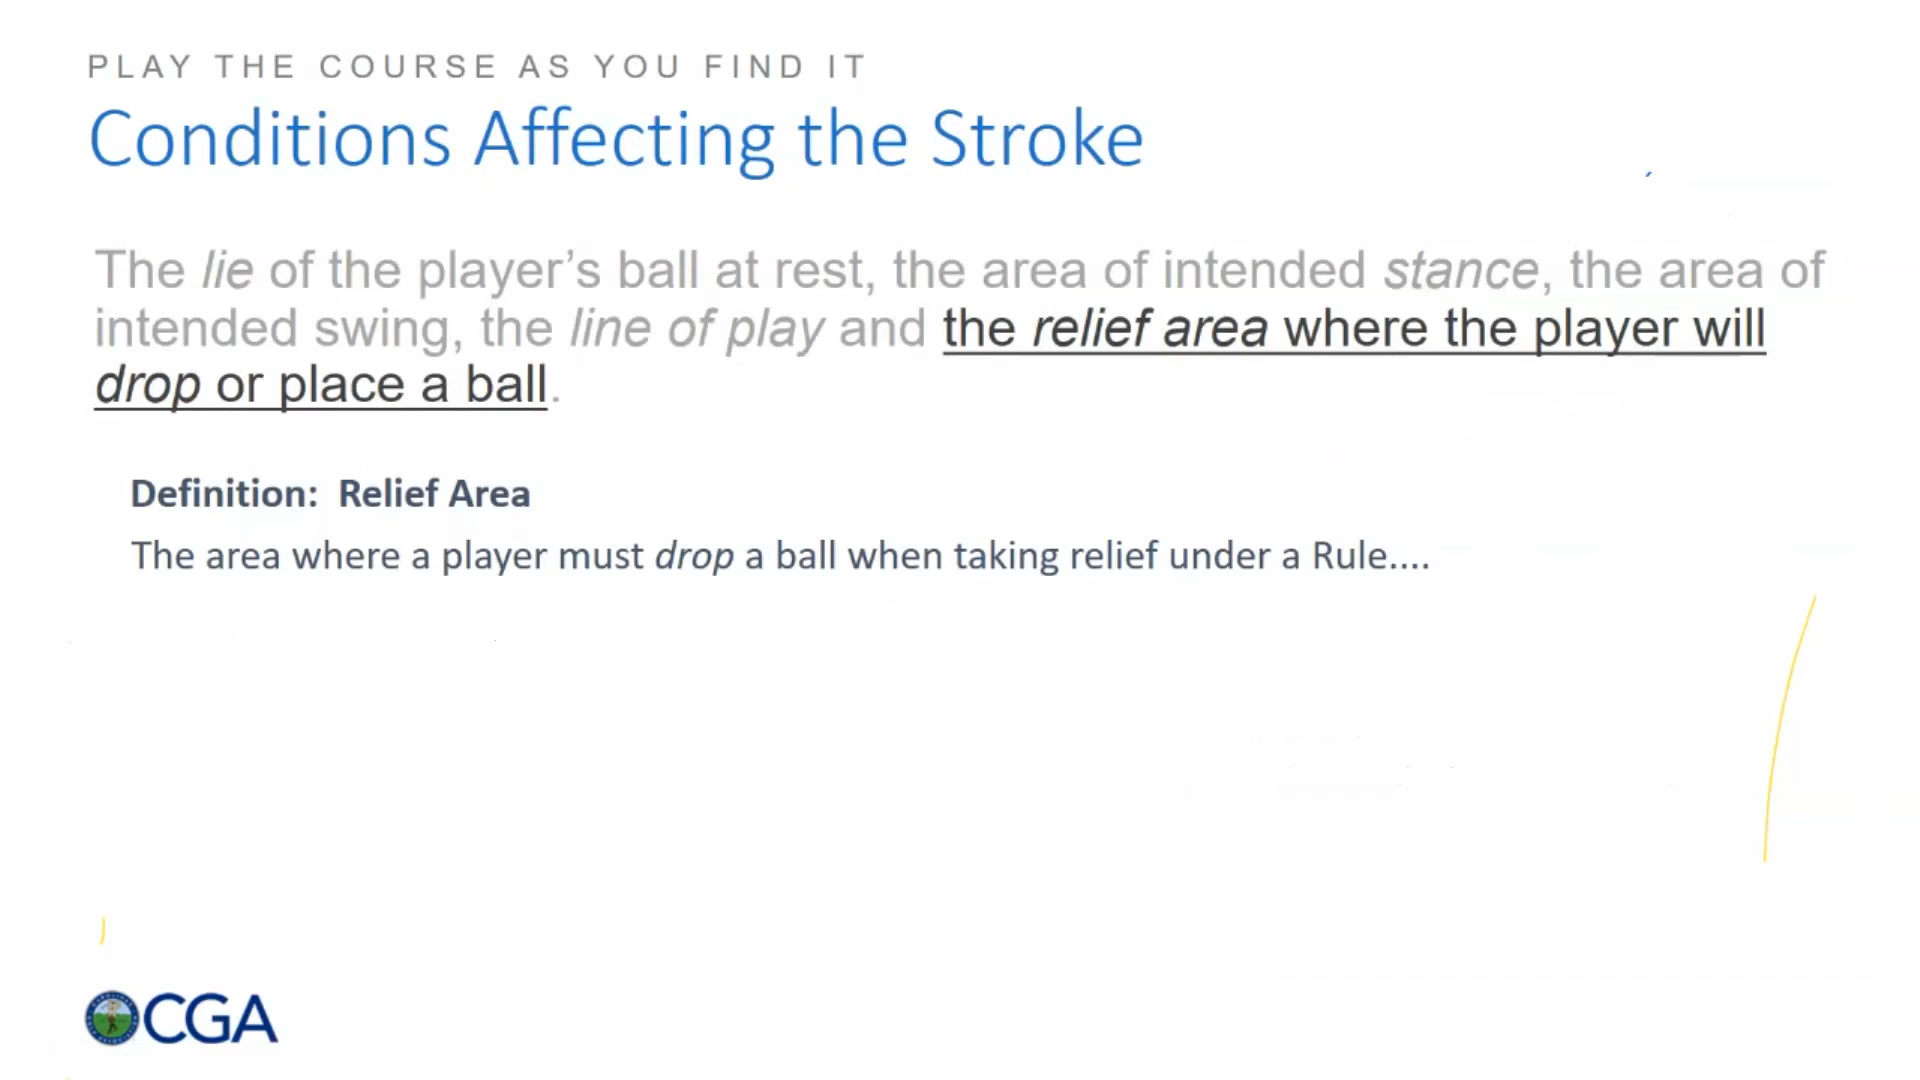 PLAY THE COURSE AS YOU FIND IT
Conditions Affecting the Stroke
The lie of the player’s ball at rest, the area of intended stance, the area of
intended swing, the line of play and the relief area where the player will
drop or place a ball.
Definition:  Relief Area
The area where a player must drop a ball when taking relief under a Rule....
CGA